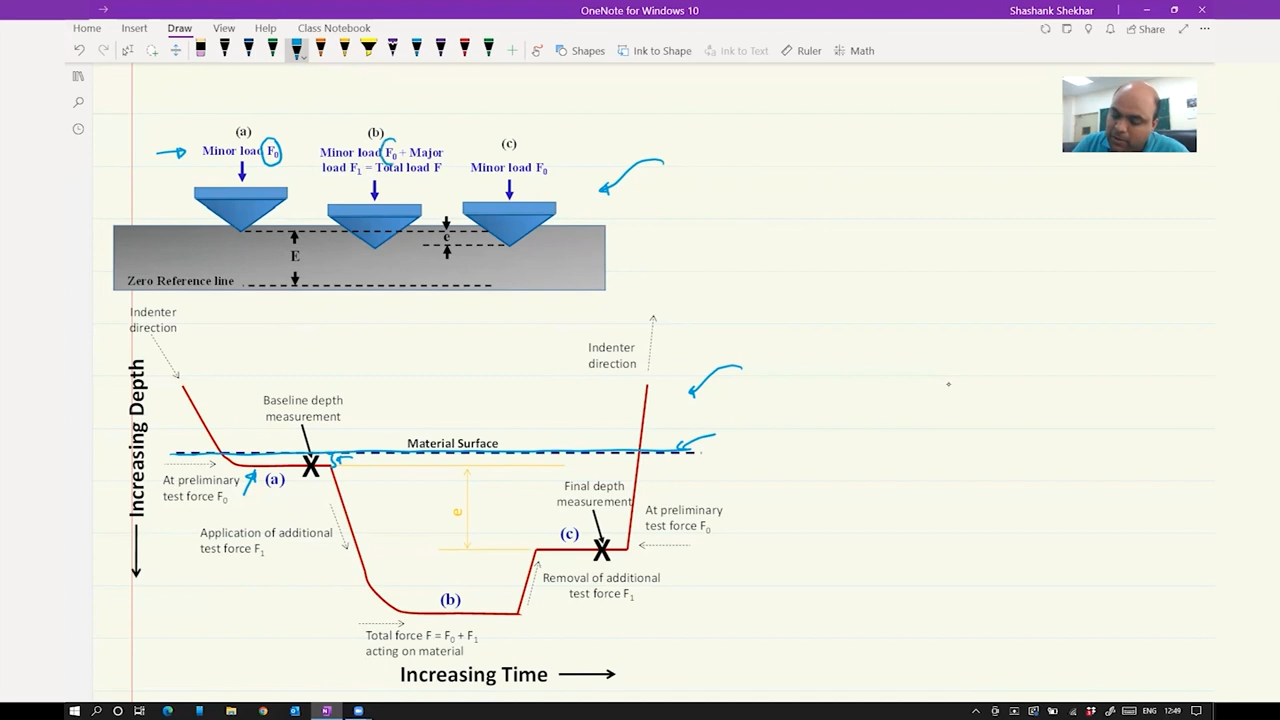 OneNote for Windows 10
Shashank Shekhar
Home Insert Draw View Help Class Notebook
Share
Shapes Ink to Shape Ink to Text Ruler Math
(a)
Minor load F₀
(b)
Minor load F₀ + Major
load F₁ = Total load F
(c)
Minor load F₀
e
E
Zero Reference line
Indenter
direction
Indenter
direction
Increasing Depth
Baseline depth
measurement
Material Surface
At preliminary
test force F₀
(a)
X
e
Final depth
measurement
At preliminary
test force F₀
Application of additional
test force F₁
(c)
X
Removal of additional
test force F₁
(b)
Total force F = F₀ + F₁
acting on material
Increasing Time
ENG 12:49